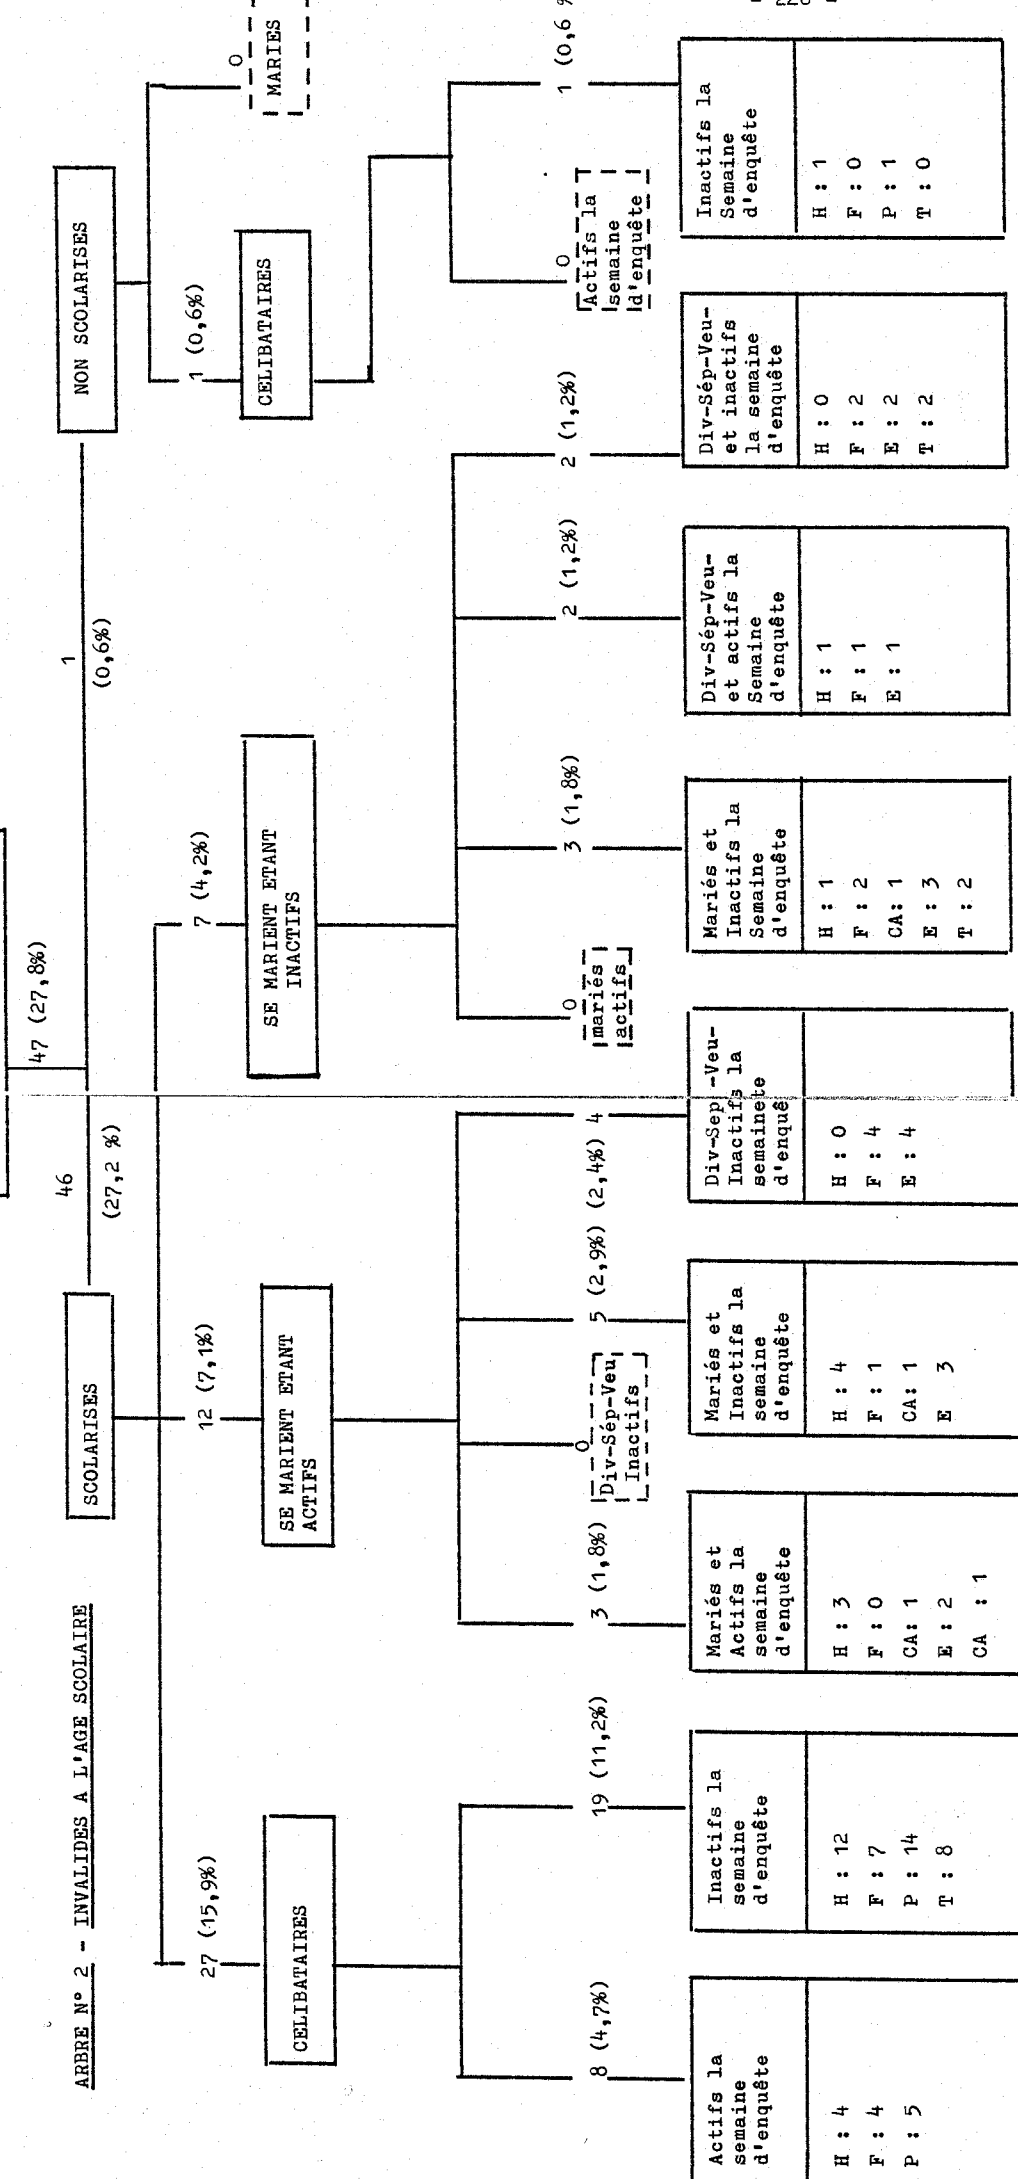 ARBRE N° 2 - INVALIDES A L'AGE SCOLAIRE
47 (27,8%)
46
(27,2 %)
1
(0,6%)
SCOLARISES
NON SCOLARISES
27 (15,9%)
12 (7,1%)
7 (4,2%)
1 (0,6%)
0
CELIBATAIRES
SE MARIENT ETANT
ACTIFS
SE MARIENT ETANT
INACTIFS
CELIBATAIRES
MARIES
8 (4,7%)
19 (11,2%)
3 (1,8%)
0
Div-Sép-Veu
Inactifs
5 (2,9%)
(2,4%) 4
0
mariés
actifs
3 (1,8%)
2 (1,2%)
2 (1,2%)
0
Actifs la
semaine
d'enquête
1 (0,6 %
Actifs la
semaine
d'enquête
H : 4
F : 4
P : 5
Inactifs la
semaine
d'enquête
H : 12
F : 7
P : 14
T : 8
Mariés et
Actifs la
semaine
d'enquête
H : 3
F : 0
CA: 1
E : 2
CA : 1
Mariés et
Inactifs la
semaine
d'enquête
H : 4
F : 1
CA: 1
E 3
Div-Sep -Veu-
Inactifs la
semainete
d'enquê
H : 0
F : 4
E : 4
Mariés et
Inactifs la
Semaine
d'enquête
H : 1
F : 2
CA: 1
E : 3
T : 2
Div-Sép-Veu-
et actifs la
Semaine
d'enquête
H : 1
F : 1
E : 1
Div-Sép-Veu-
et inactifs
la semaine
d'enquête
H : 0
F : 2
E : 2
T : 2
Inactifs la
Semaine
d'enquête
H : 1
F : 0
P : 1
T : 0